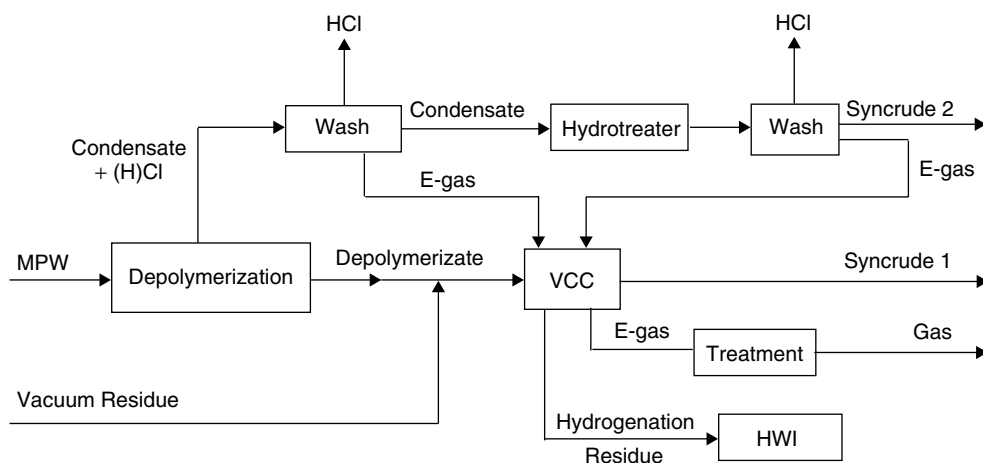 HCl
HCl
Wash
Condensate
Hydrotreater
Wash
Syncrude 2
Condensate
+ (H)Cl
E-gas
E-gas
MPW
Depolymerization
Depolymerizate
VCC
Syncrude 1
E-gas
Treatment
Gas
Vacuum Residue
Hydrogenation
Residue
HWI